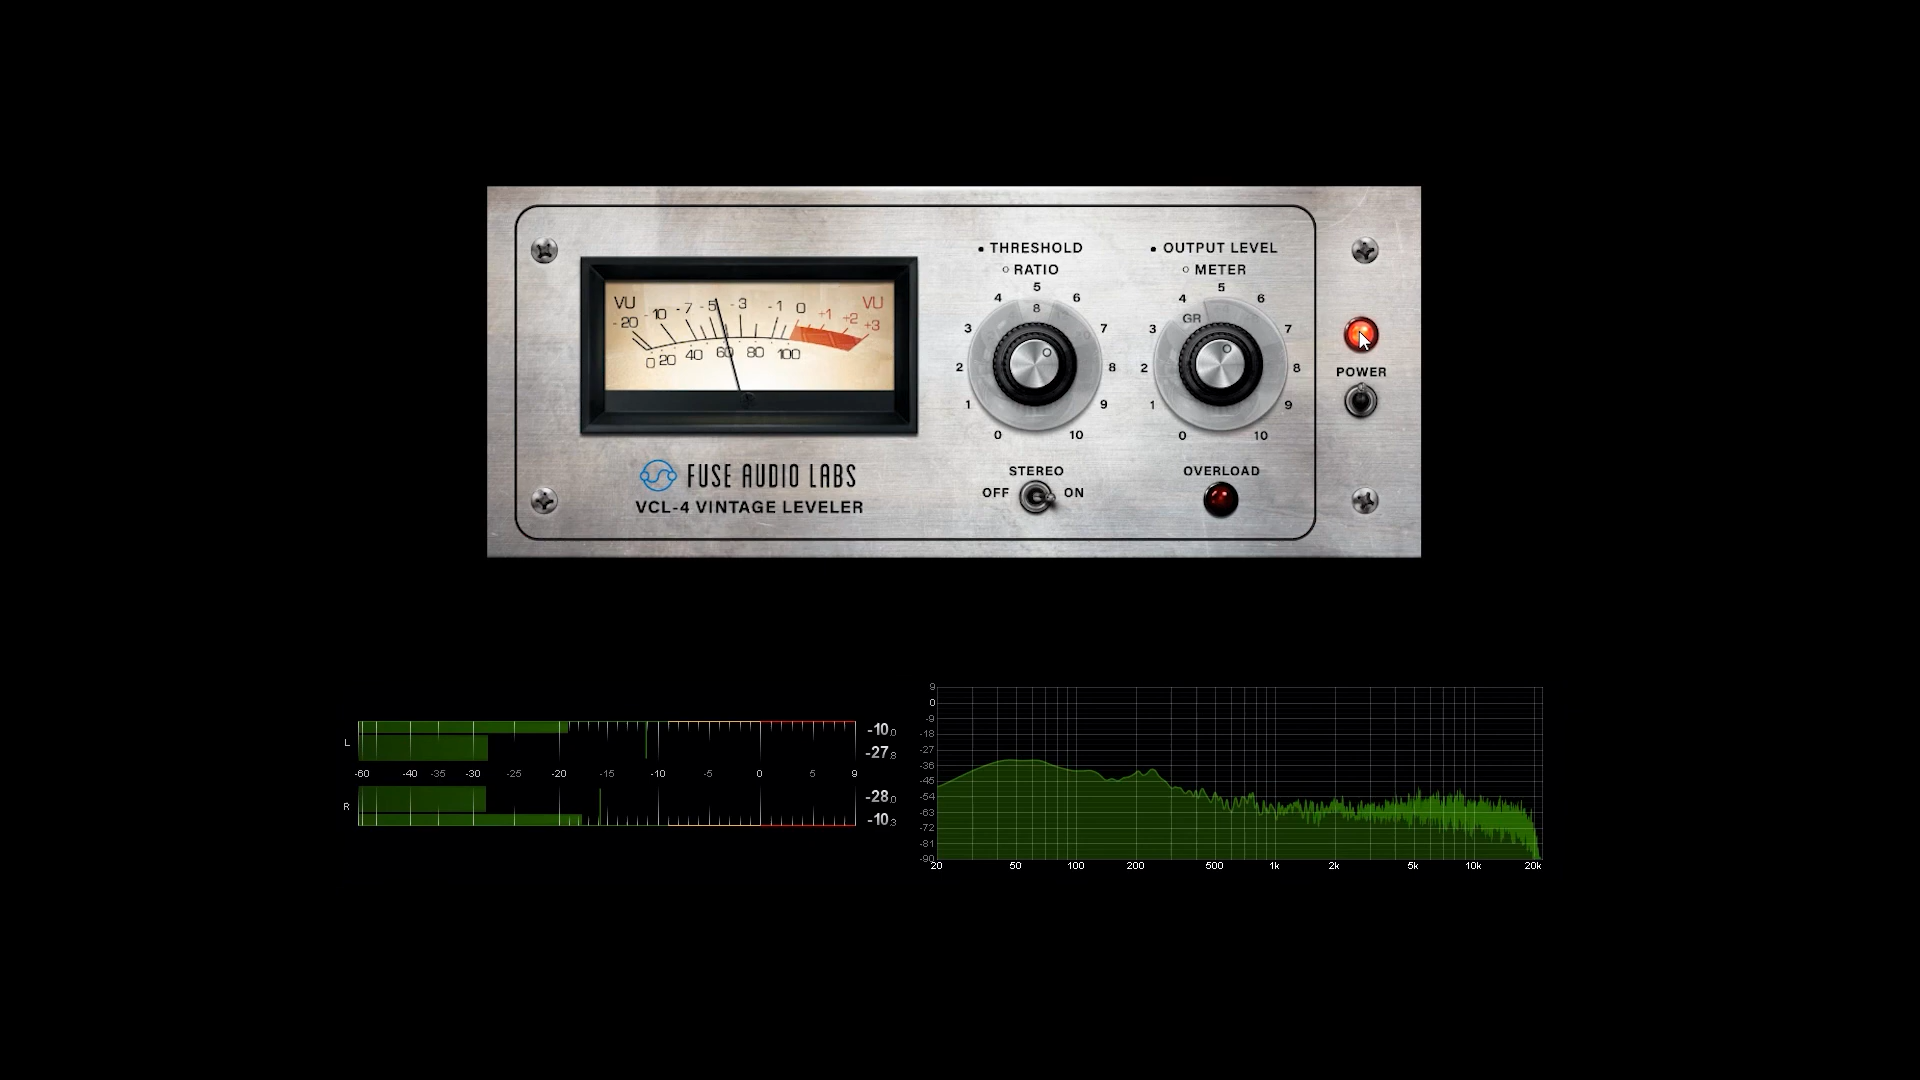 • THRESHOLD
○ RATIO
• OUTPUT LEVEL
○ METER
0 1 2 3 4 5 6 7 8 9 10
8
0 1 2 3 4 5 6 7 8 9 10
GR
VU VU
-20 -10 -7 -5 -3 -1 0 +1 +2 +3
0 20 40 60 80 100
POWER
FUSE AUDIO LABS
VCL-4 VINTAGE LEVELER
STEREO
OFF ON
OVERLOAD
L
-10.0
-27.8
-60 -40 -35 -30 -25 -20 -15 -10 -5 0 5 9
R
-28.0
-10.3
9
0
-9
-18
-27
-36
-45
-54
-63
-72
-81
-90
20 50 100 200 500 1k 2k 5k 10k 20k